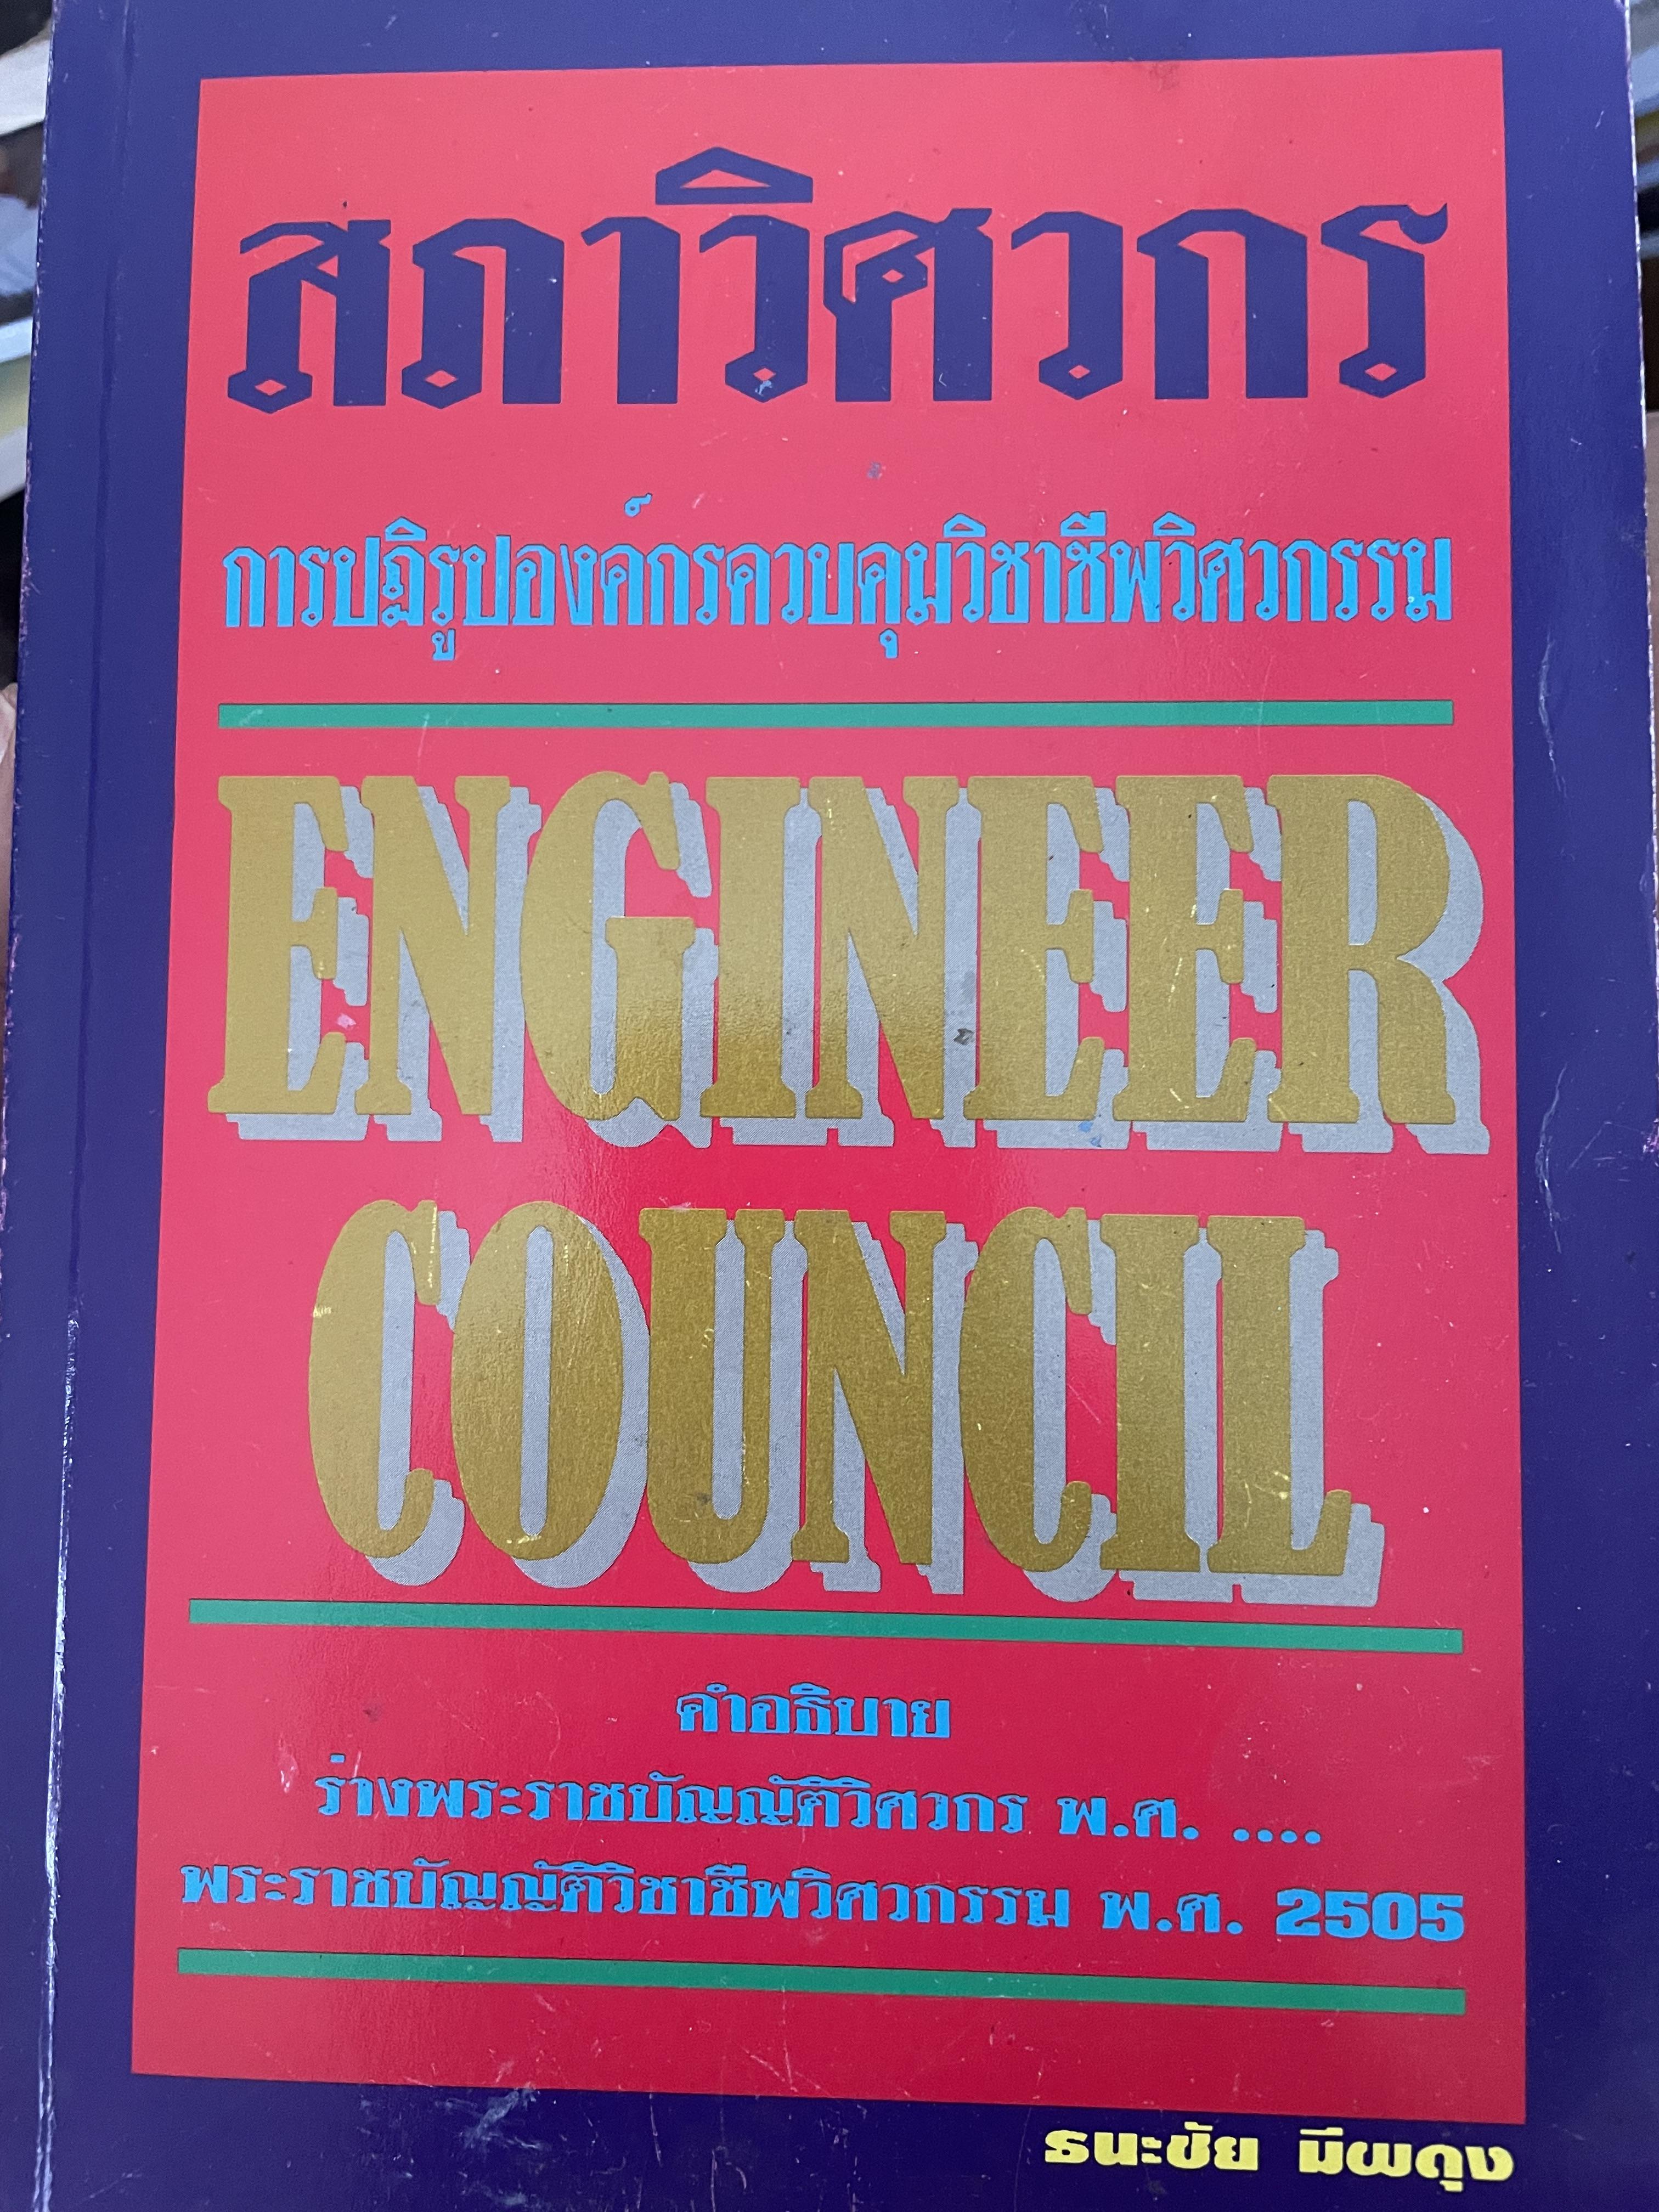 สภาวิศวกร
การปฏิรูปองค์กรควบคุมวิชาชีพวิศวกรรม
ENGINEER
COUNCIL
คำอธิบาย
ร่างพระราชบัญญัติวิศวกร พ.ศ. ....
พระราชบัญญัติวิชาชีพวิศวกรรม พ.ศ. 2505
ธนะชัย มีผดุง